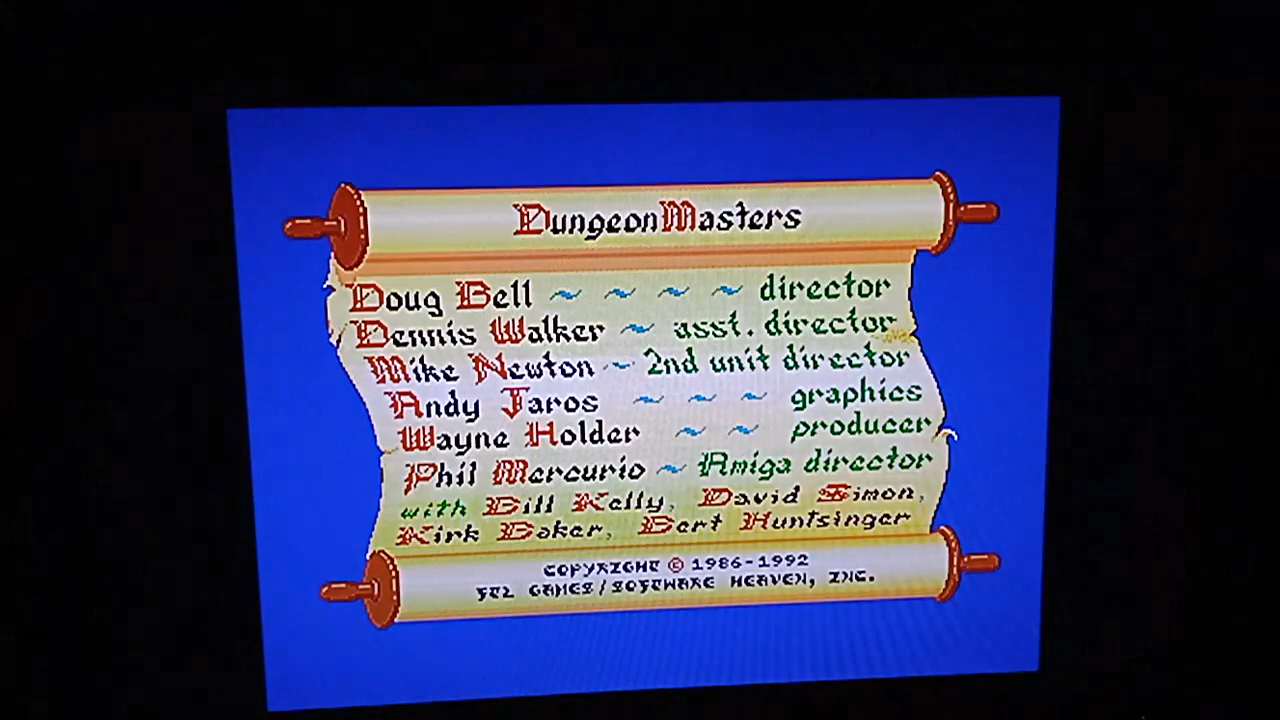 DungeonMasters
Doug Bell ~ ~ ~ ~ director
Dennis Walker ~ asst. director
Mike Newton ~ 2nd unit director
Andy Jaros ~ ~ ~ graphics
Wayne Holder ~ ~ producer
Phil Mercurio ~ Amiga director
with Bill Kelly, David Simon,
Kirk Baker, Bert Huntsinger
COPYRIGHT © 1986-1992
FTL GAMES/SOFTWARE HEAVEN, INC.